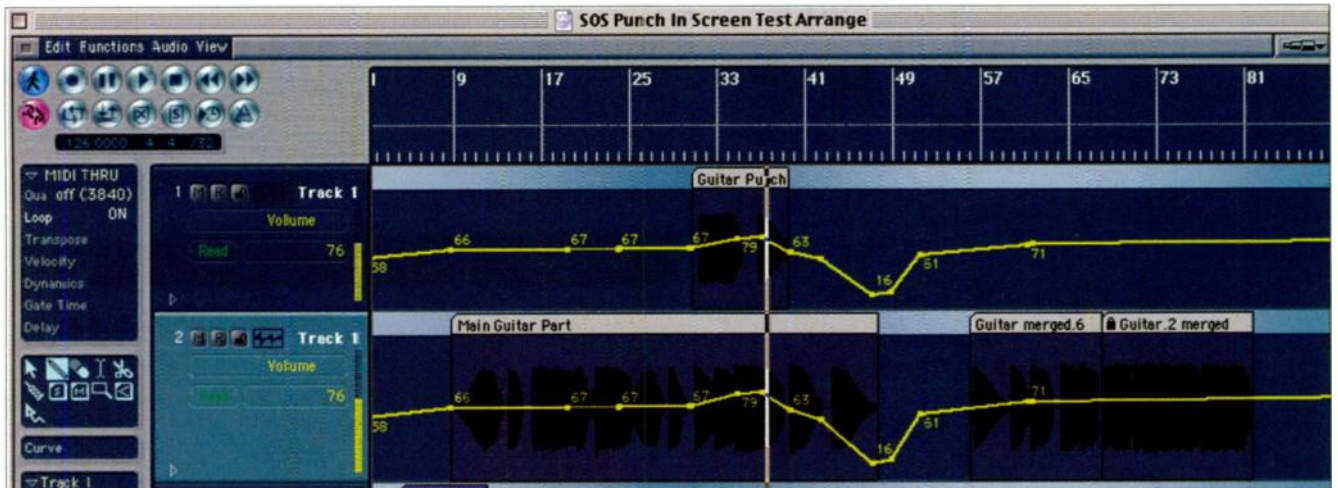 SOS Punch In Screen Test Arrange
Edit Functions Audio View
1 9 17 25 33 41 49 57 65 73 81
126.0000 4 4 /32
MIDI THRU
Qua off (3840)
Loop ON
Transpose
Velocity
Dynamics
Gate Time
Delay
1 M R Track 1
Volume
Read 76
Guitar Punch
58 66 67 67 67 79 63 16 61 71
2 M R Track 1
Volume
Read 76
Main Guitar Part
Guitar merged.6
Guitar.2 merged
58 66 67 67 67 79 63 16 61 71
Curve
Track 1